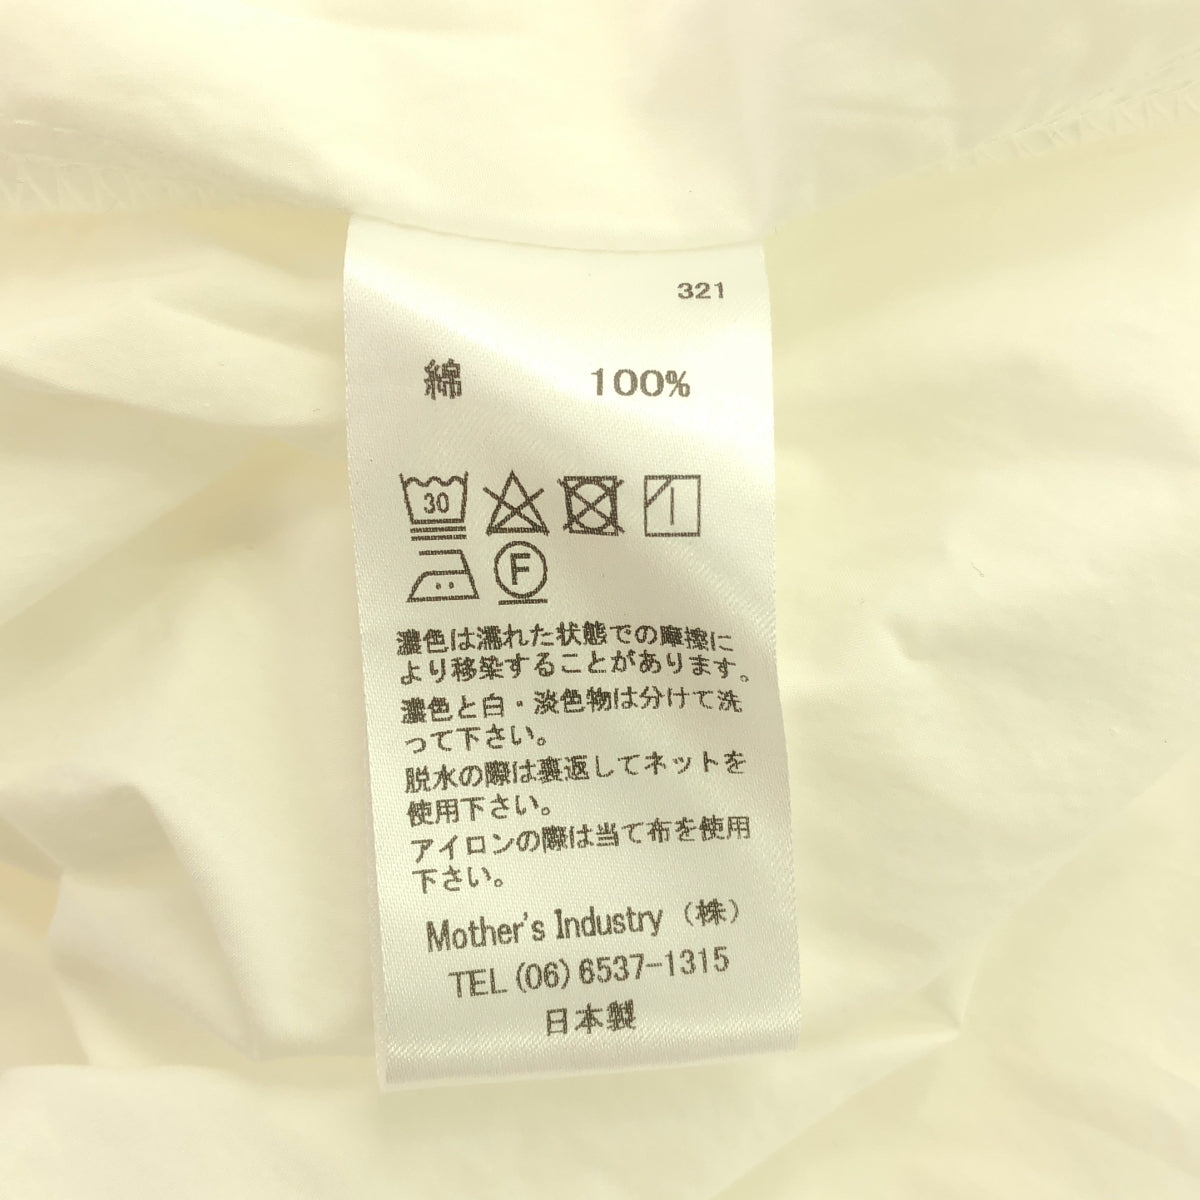 321
綿 100%
30
F
濃色は濡れた状態での摩擦に
より移染することがあります。
濃色と白・淡色物は分けて洗
って下さい。
脱水の際は裏返してネットを
使用下さい。
アイロンの際は当て布を使用
下さい。
Mother's Industry（株）
TEL(06)6537-1315
日本製